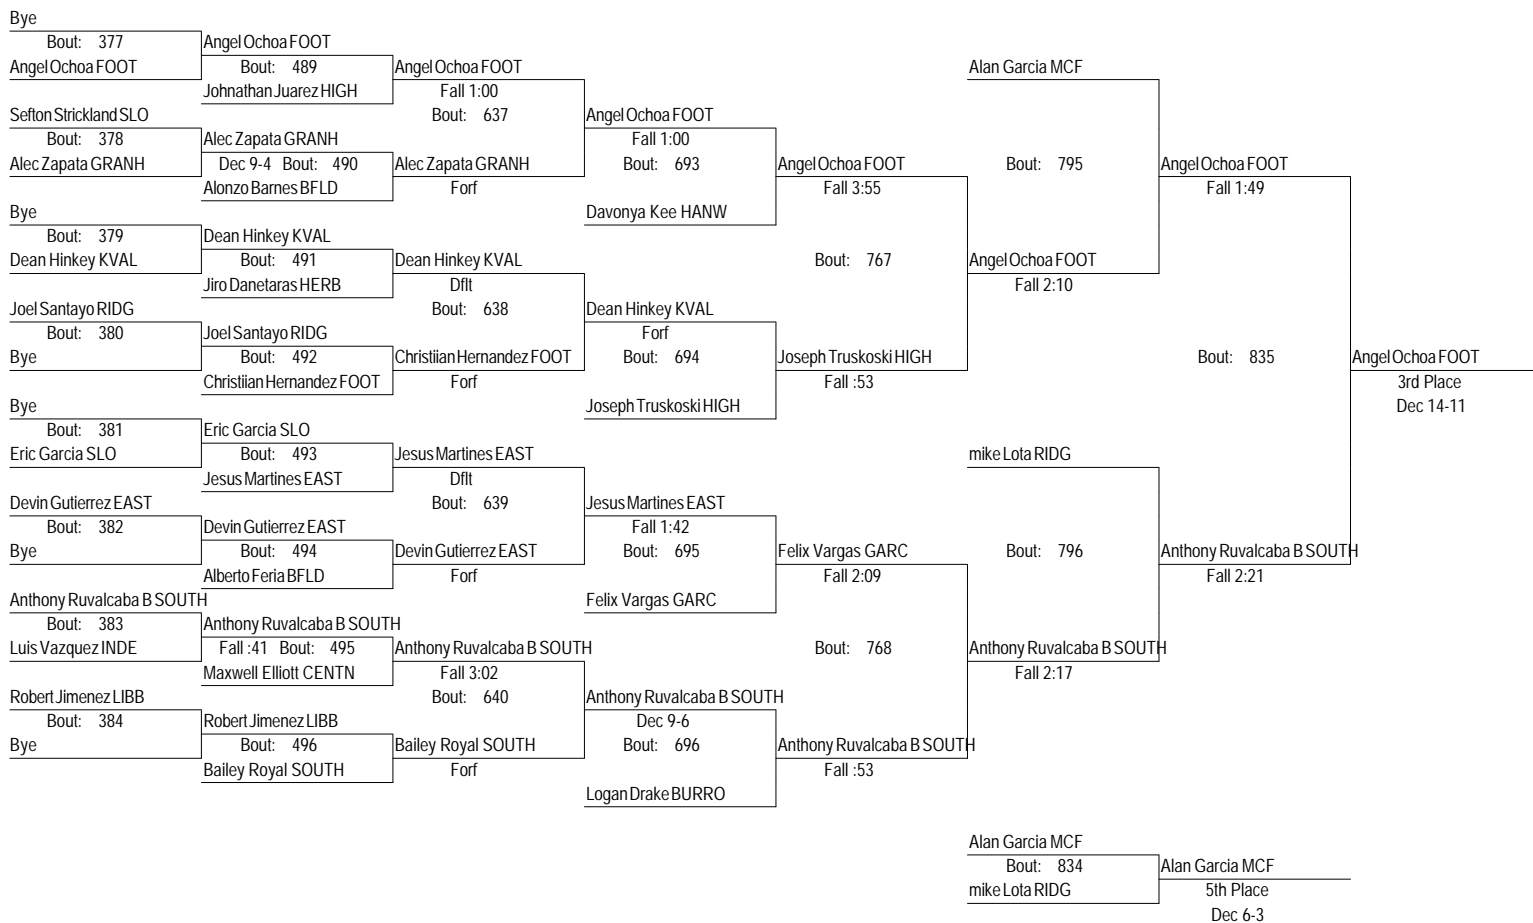 Bye
Bout: 377
Angel Ochoa FOOT
Sefton Strickland SLO
Bout: 378
Alec Zapata GRANH
Bye
Bout: 379
Dean Hinkey KVAL
Joel Santayo RIDG
Bout: 380
Bye
Bye
Bout: 381
Eric Garcia SLO
Devin Gutierrez EAST
Bout: 382
Bye
Anthony Ruvalcaba B SOUTH
Bout: 383
Luis Vazquez INDE
Robert Jimenez LIBB
Bout: 384
Bye
Angel Ochoa FOOT
Bout: 489
Johnathan Juarez HIGH
Alec Zapata GRANH
Dec 9-4 Bout: 490
Alonzo Barnes BFLD
Dean Hinkey KVAL
Bout: 491
Jiro Danetaras HERB
Joel Santayo RIDG
Bout: 492
Christiian Hernandez FOOT
Eric Garcia SLO
Bout: 493
Jesus Martines EAST
Devin Gutierrez EAST
Bout: 494
Alberto Feria BFLD
Anthony Ruvalcaba B SOUTH
Fall :41 Bout: 495
Maxwell Elliott CENTN
Robert Jimenez LIBB
Bout: 496
Bailey Royal SOUTH
Angel Ochoa FOOT
Fall 1:00
Bout: 637
Alec Zapata GRANH
Forf
Dean Hinkey KVAL
Dflt
Bout: 638
Christiian Hernandez FOOT
Forf
Jesus Martines EAST
Dflt
Bout: 639
Devin Gutierrez EAST
Forf
Anthony Ruvalcaba B SOUTH
Fall 3:02
Bout: 640
Bailey Royal SOUTH
Forf
Angel Ochoa FOOT
Fall 1:00
Bout: 693
Davonya Kee HANW
Dean Hinkey KVAL
Forf
Bout: 694
Joseph Truskoski HIGH
Jesus Martines EAST
Fall 1:42
Bout: 695
Felix Vargas GARC
Anthony Ruvalcaba B SOUTH
Dec 9-6
Bout: 696
Logan Drake BURRO
Angel Ochoa FOOT
Fall 3:55
Bout: 767
Joseph Truskoski HIGH
Fall :53
Felix Vargas GARC
Fall 2:09
Bout: 768
Anthony Ruvalcaba B SOUTH
Fall :53
Alan Garcia MCF
Bout: 795
Angel Ochoa FOOT
Fall 2:10
mike Lota RIDG
Bout: 796
Anthony Ruvalcaba B SOUTH
Fall 2:17
Angel Ochoa FOOT
Fall 1:49
Bout: 835
Anthony Ruvalcaba B SOUTH
Fall 2:21
Angel Ochoa FOOT
3rd Place
Dec 14-11
Alan Garcia MCF
Bout: 834
mike Lota RIDG
Alan Garcia MCF
5th Place
Dec 6-3